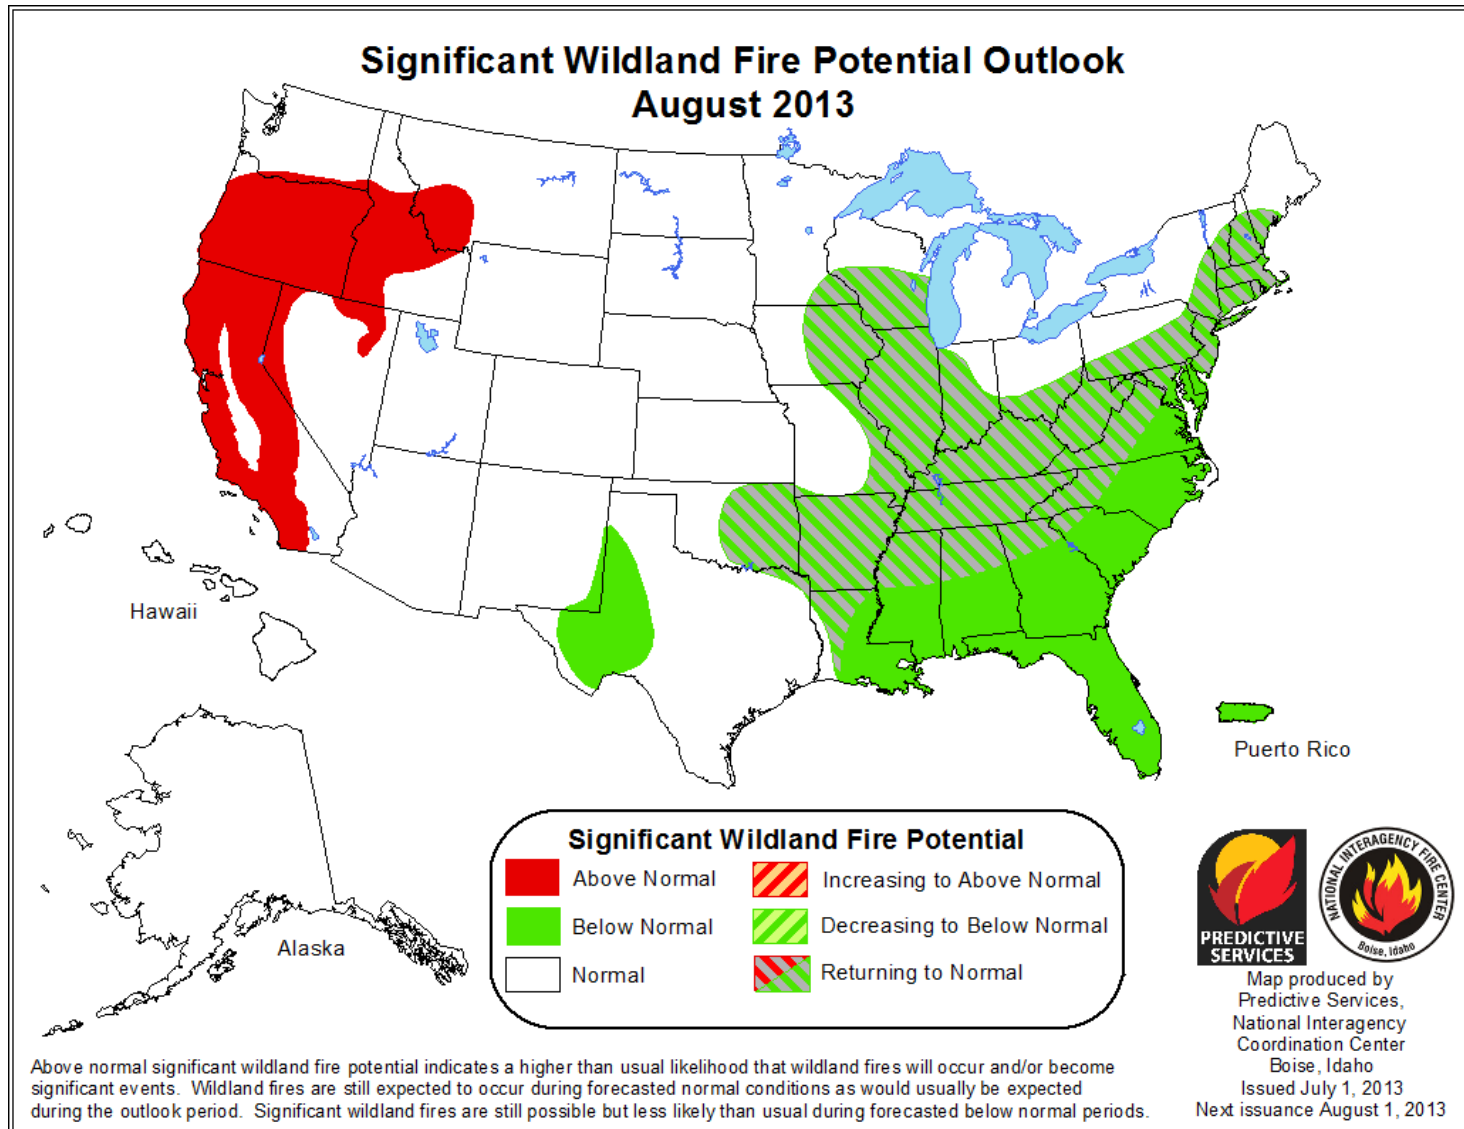 Significant Wildland Fire Potential Outlook
August 2013
Hawaii
Puerto Rico
Alaska
Significant Wildland Fire Potential
Above Normal
Increasing to Above Normal
Below Normal
Decreasing to Below Normal
Normal
Returning to Normal
PREDICTIVE
SERVICES
NATIONAL INTERAGENCY FIRE CENTER
Boise, Idaho
Map produced by
Predictive Services,
National Interagency
Coordination Center
Boise, Idaho
Issued July 1, 2013
Next issuance August 1, 2013
Above normal significant wildland fire potential indicates a higher than usual likelihood that wildland fires will occur and/or become
significant events.  Wildland fires are still expected to occur during forecasted normal conditions as would usually be expected
during the outlook period.  Significant wildland fires are still possible but less likely than usual during forecasted below normal periods.